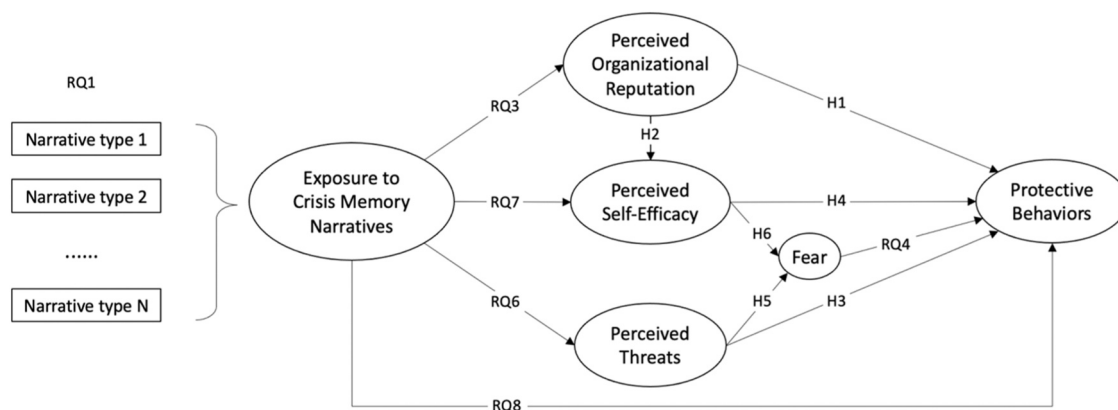 RQ1
Narrative type 1
Narrative type 2
......
Narrative type N
Exposure to
Crisis Memory
Narratives
RQ3
RQ7
RQ6
RQ8
Perceived
Organizational
Reputation
H2
Perceived
Self-Efficacy
Perceived
Threats
H1
H4
H6
Fear
RQ4
H5
H3
Protective
Behaviors